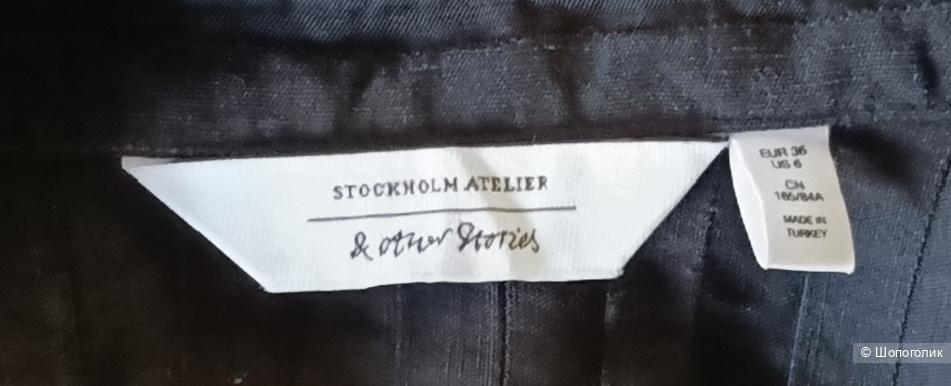 STOCKHOLM ATELIER
& Other Stories
EUR 36
US 6
CN
165/84A
MADE IN
TURKEY
© Шопоголик